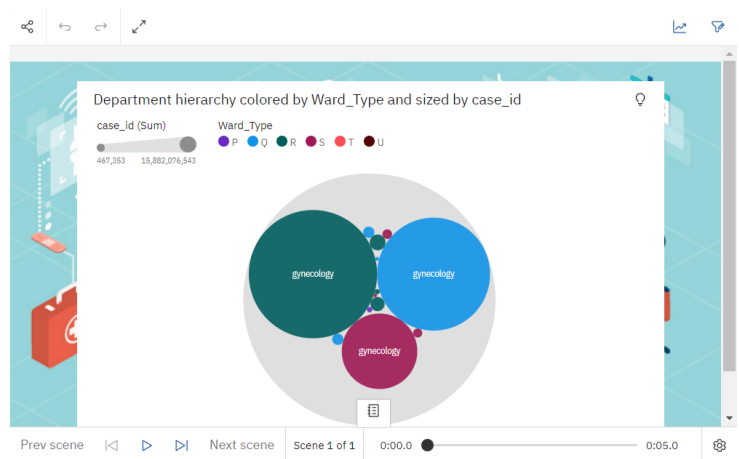 Department hierarchy colored by Ward_Type and sized by case_id
case_id (Sum)
Ward_Type
467,353
15,882,076,543
P
Q
R
S
T
U
gynecology
gynecology
gynecology
Prev scene
Next scene
Scene 1 of 1
0:00.0
0:05.0